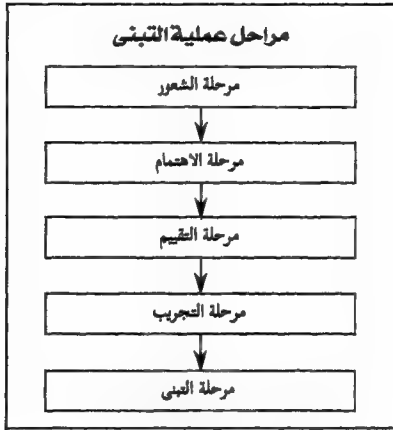 مراحل عملية التبنى
مرحلة الشعور
مرحلة الاهتمام
مرحلة التقييم
مرحلة التجريب
مرحلة التبنى